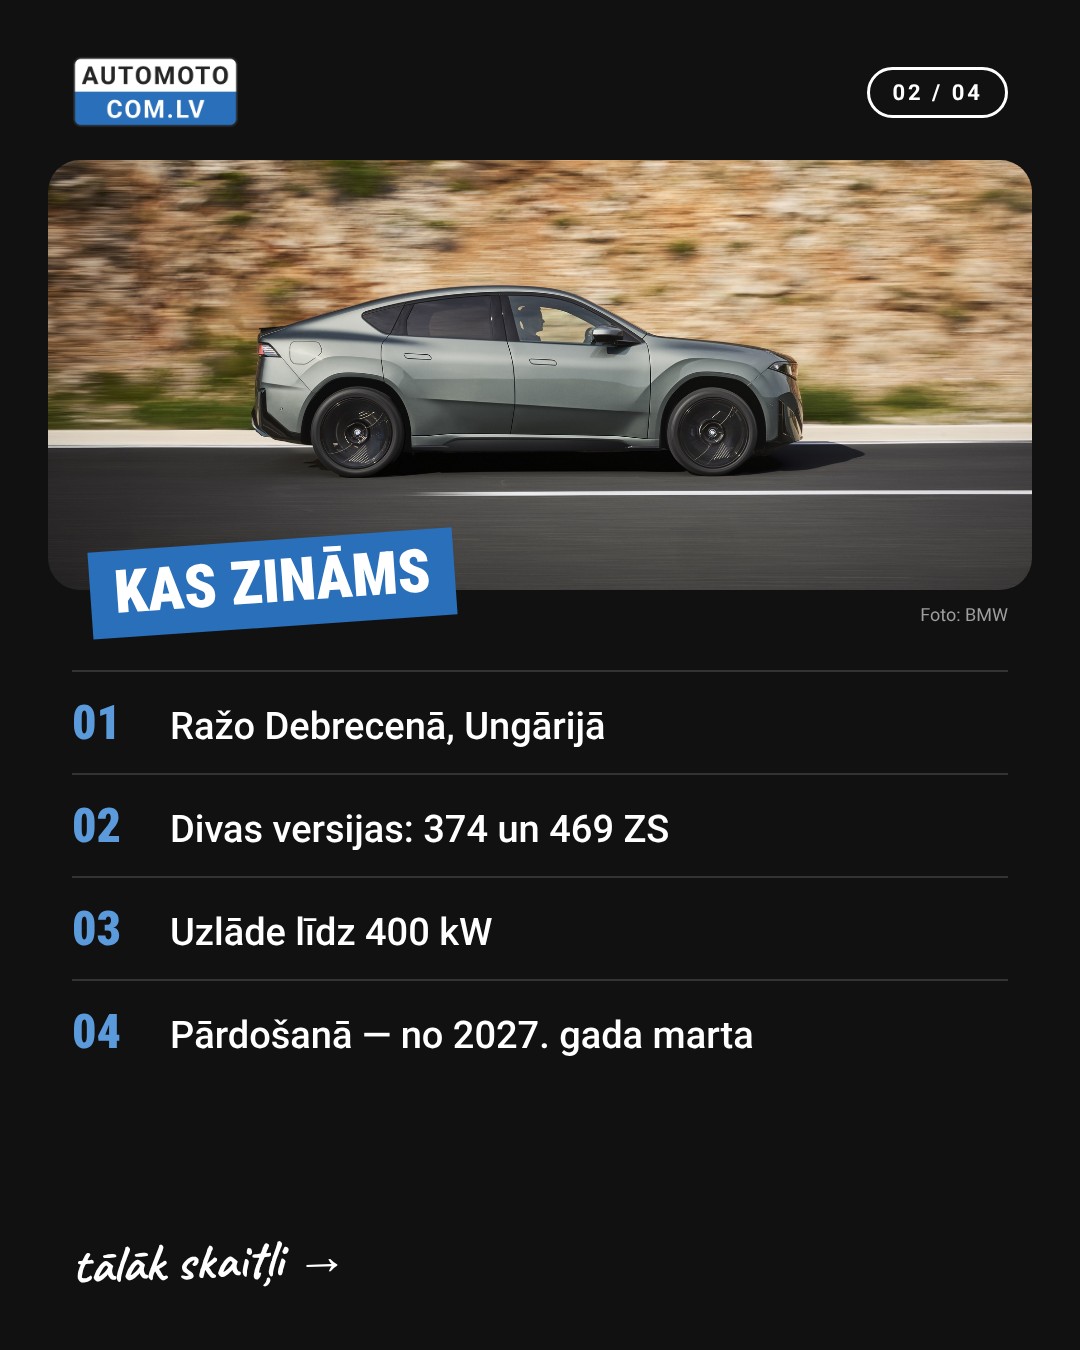 AUTOMOTO
COM.LV
02 / 04
KAS ZINĀMS
Foto: BMW
01 Ražo Debrecenā, Ungārijā
02 Divas versijas: 374 un 469 ZS
03 Uzlāde līdz 400 kW
04 Pārdošanā — no 2027. gada marta
tālāk skaitļi →